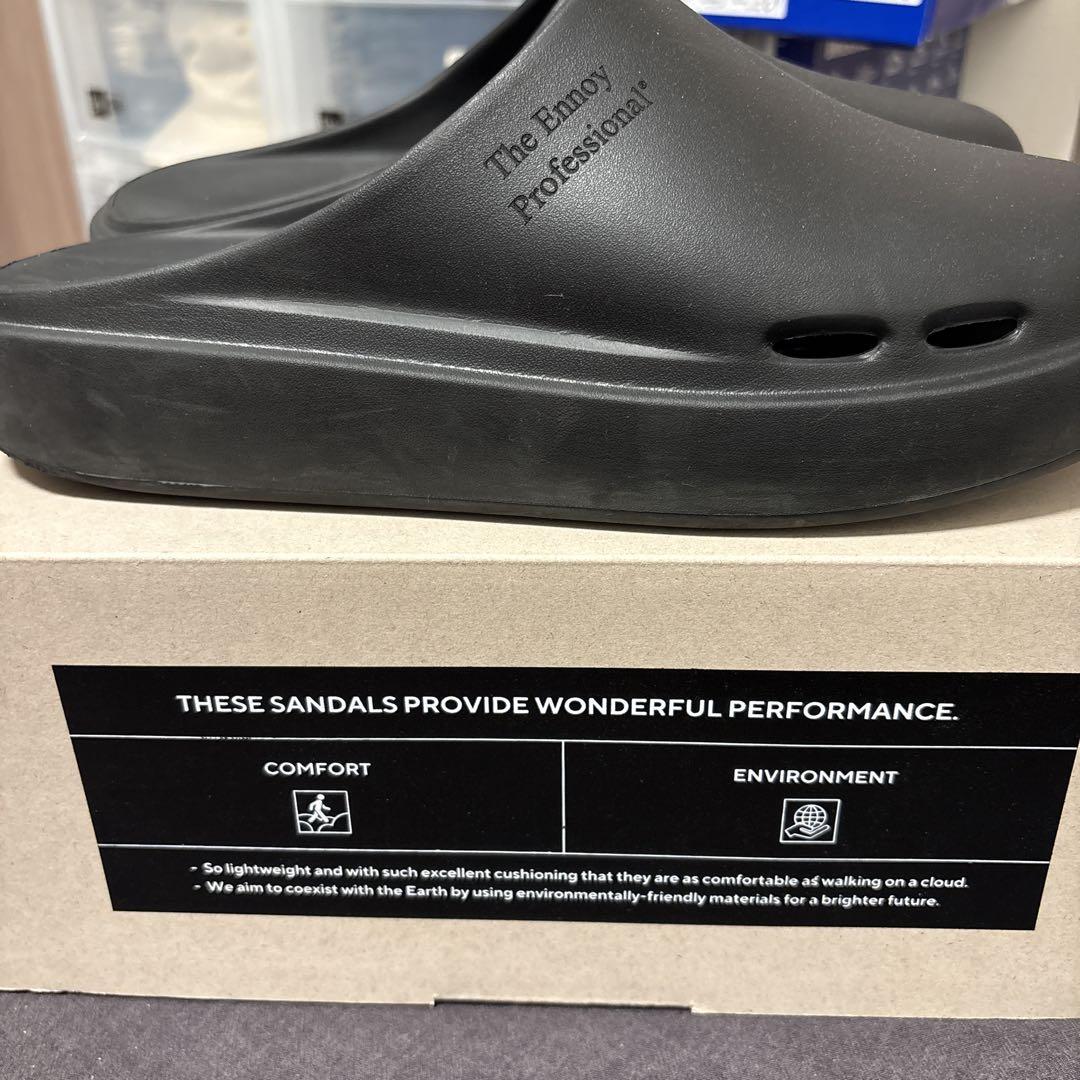 The Ennoy
Professional®
THESE SANDALS PROVIDE WONDERFUL PERFORMANCE.
COMFORT
ENVIRONMENT
- So lightweight and with such excellent cushioning that they are as comfortable as walking on a cloud.
- We aim to coexist with the Earth by using environmentally-friendly materials for a brighter future.